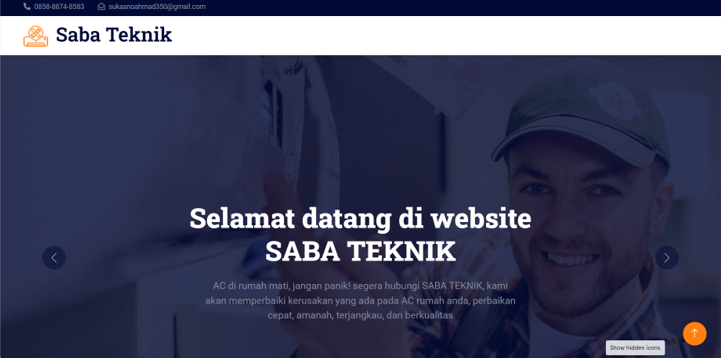 0858-8874-8583 sukasnoahmad350@gmail.com
Saba Teknik
Selamat datang di website
SABA TEKNIK
AC di rumah mati, jangan panik! segera hubungi SABA TEKNIK, kami
akan memperbaiki kerusakan yang ada pada AC rumah anda, perbaikan
cepat, amanah, terjangkau, dan berkualitas
Show hidden icons